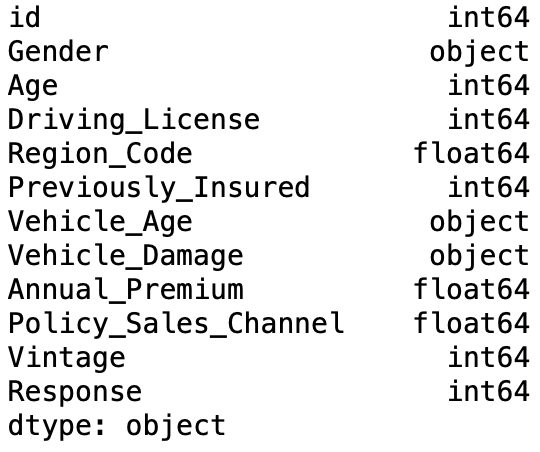 id int64
Gender object
Age int64
Driving_License int64
Region_Code float64
Previously_Insured int64
Vehicle_Age object
Vehicle_Damage object
Annual_Premium float64
Policy_Sales_Channel float64
Vintage int64
Response int64
dtype: object